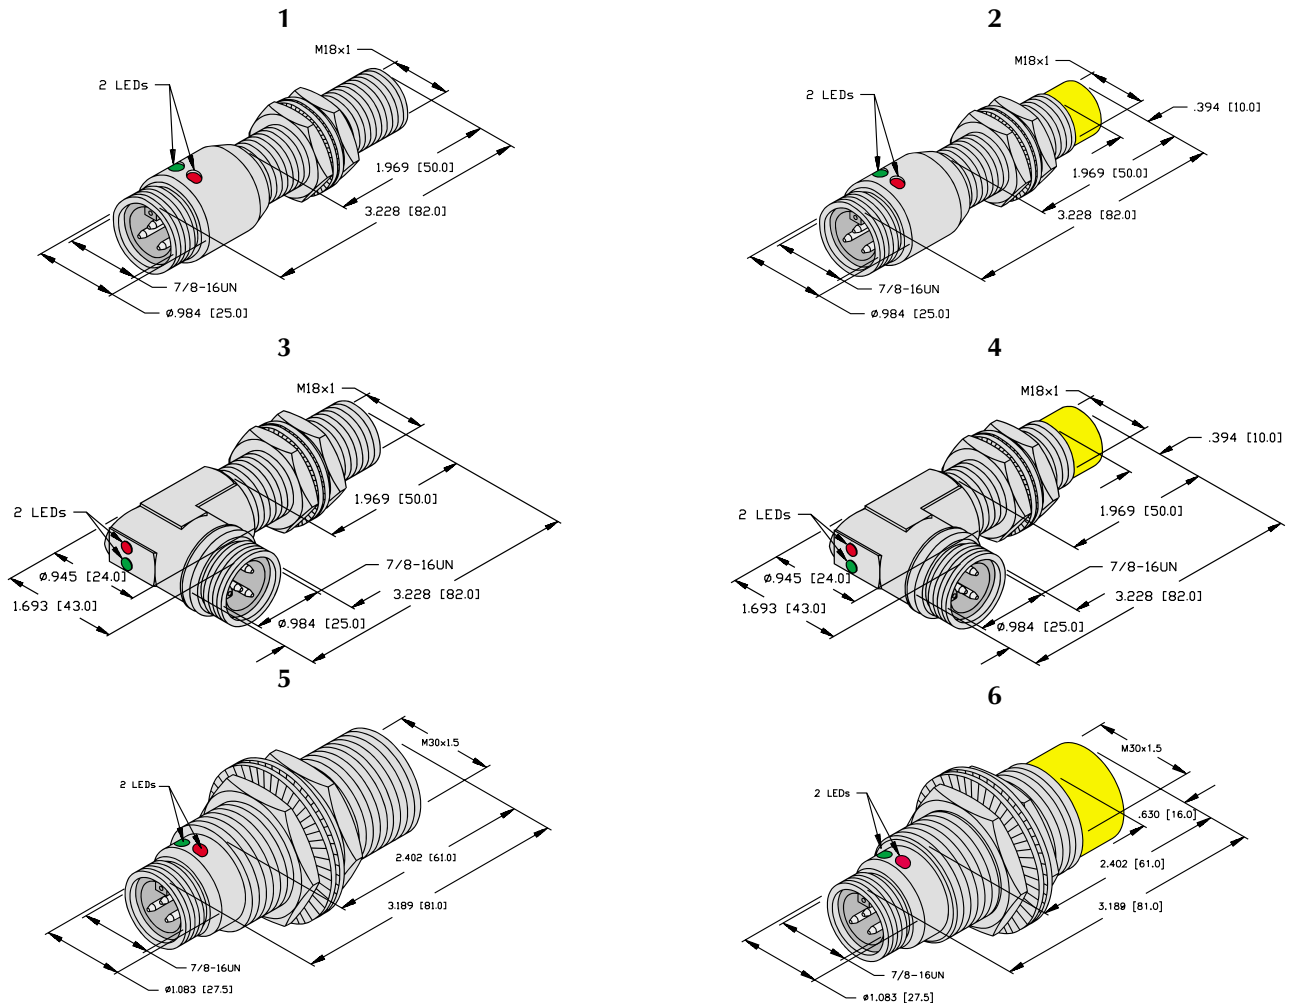 1
M18x1
2 LEDs
1.969 [50.0]
3.228 [82.0]
7/8-16UN
ø.984 [25.0]
2
M18x1
2 LEDs
.394 [10.0]
1.969 [50.0]
3.228 [82.0]
7/8-16UN
ø.984 [25.0]
3
M18x1
2 LEDs
1.969 [50.0]
7/8-16UN
ø.945 [24.0]
3.228 [82.0]
1.693 [43.0]
ø.984 [25.0]
4
M18x1
.394 [10.0]
2 LEDs
1.969 [50.0]
7/8-16UN
ø.945 [24.0]
3.228 [82.0]
1.693 [43.0]
ø.984 [25.0]
5
M30x1.5
2 LEDs
2.402 [61.0]
3.189 [81.0]
7/8-16UN
ø1.083 [27.5]
6
M30x1.5
2 LEDs
.630 [16.0]
2.402 [61.0]
3.189 [81.0]
7/8-16UN
ø1.083 [27.5]